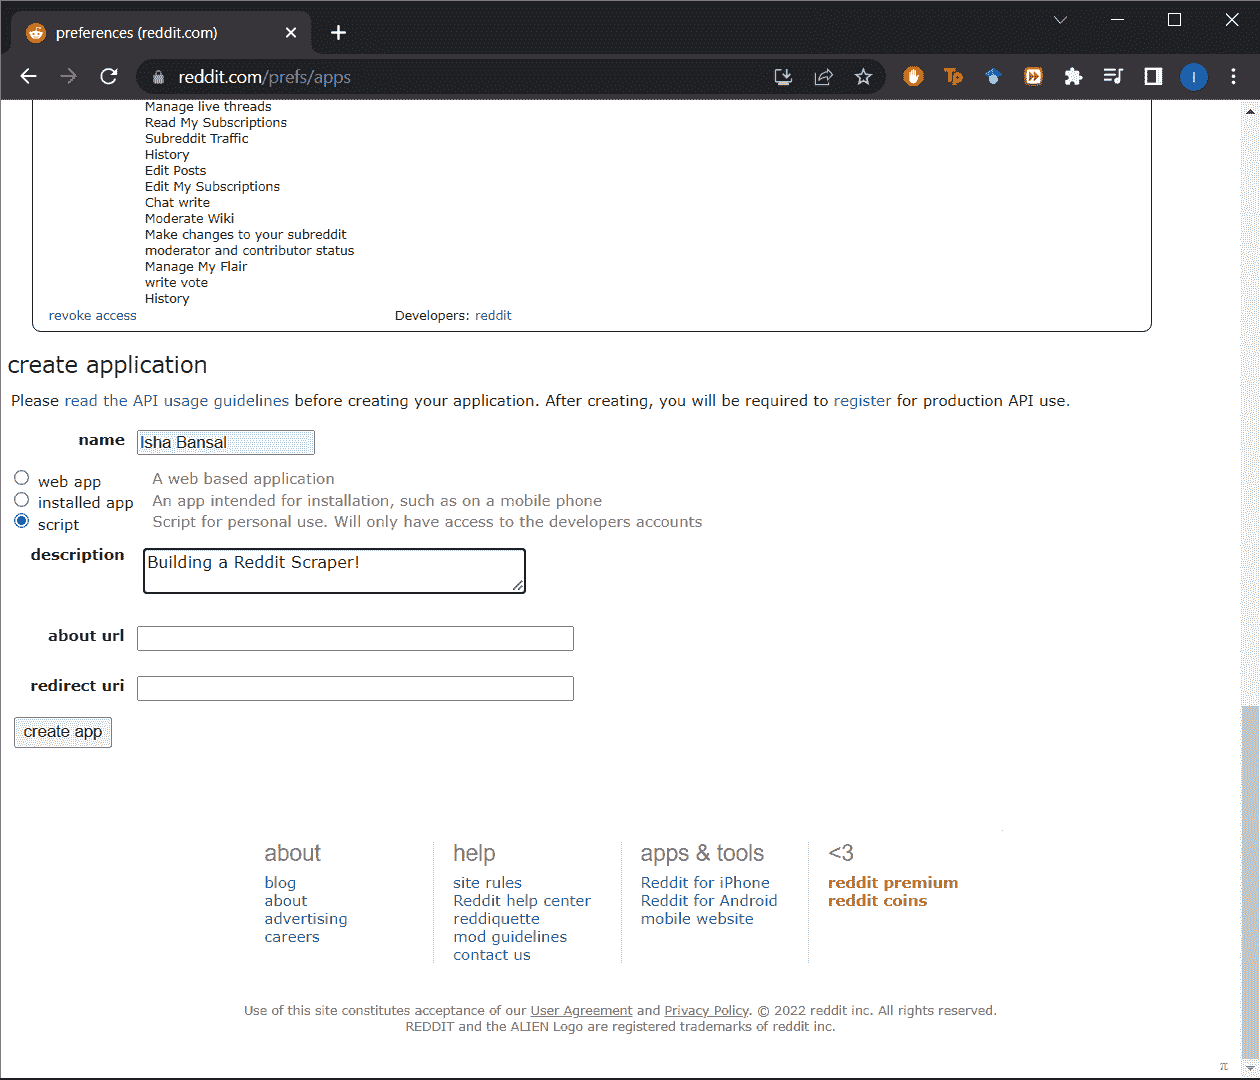 preferences (reddit.com)
reddit.com/prefs/apps
Tp
I
Manage live threads
Read My Subscriptions
Subreddit Traffic
History
Edit Posts
Edit My Subscriptions
Chat write
Moderate Wiki
Make changes to your subreddit
moderator and contributor status
Manage My Flair
write vote
History
revoke access Developers: reddit
create application
Please read the API usage guidelines before creating your application. After creating, you will be required to register for production API use.
name Isha Bansal
web app A web based application
installed app An app intended for installation, such as on a mobile phone
script Script for personal use. Will only have access to the developers accounts
description Building a Reddit Scraper!
about url
redirect uri
create app
about help apps & tools <3
blog site rules Reddit for iPhone reddit premium
about Reddit help center Reddit for Android reddit coins
advertising reddiquette mobile website
careers mod guidelines
contact us
Use of this site constitutes acceptance of our User Agreement and Privacy Policy. © 2022 reddit inc. All rights reserved.
REDDIT and the ALIEN Logo are registered trademarks of reddit inc.
π